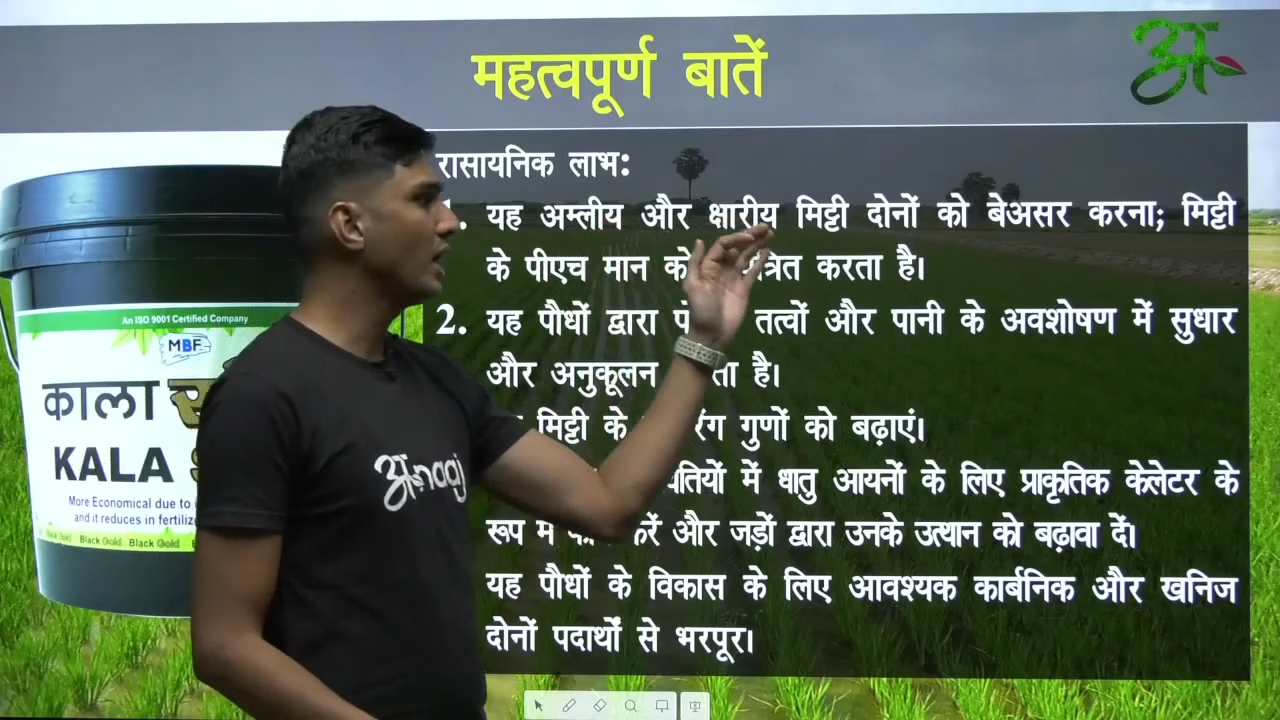 महत्वपूर्ण बातें
अ
रासायनिक लाभ:
यह अम्लीय और क्षारीय मिट्टी दोनों को बेअसर करना; मिट्टी
के पीएच मान को करता है।
2. यह पौधों द्वारा तत्वों और पानी के अवशोषण में सुधार
और अनुकूलन है।
मिट्टी के गुणों को बढ़ाएं।
में धातु आयनों के लिए प्राकृतिक केलेटर के
रूप में और जड़ों द्वारा उनके उत्थान को बढ़ावा दें।
यह पौधों के विकास के लिए आवश्यक कार्बनिक और खनिज
दोनों पदार्थों से भरपूर।
An ISO 9001 Certified Company
MBF
काला
KALA
More Economical due to
and it reduces in
Black Gold Black Gold
अnaaj